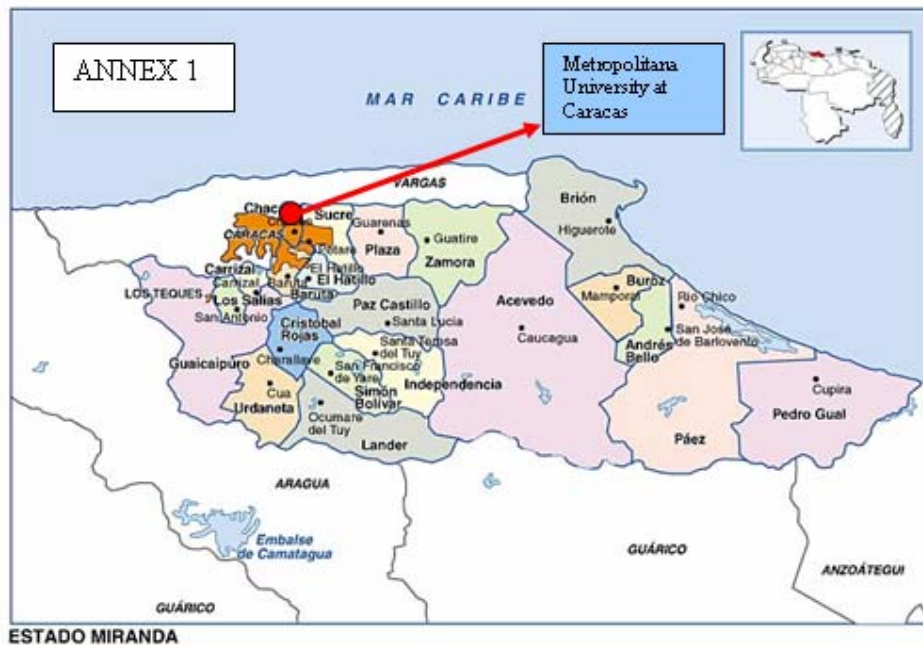 ANNEX 1
Metropolitana
University at
Caracas
MAR CARIBE
VARGAS
Brión
Higuerote
Sucre
CARACAS
Guarenas
Plaza
Guatire
Zamora
El Hatillo
El Hatillo
Baruta
Baruta
Carrizal
Carrizal
LOS TEQUES
Los Salias
San Antonio
Paz Castillo
Santa Lucia
Acevedo
Caucagua
Buroz
Mamporal
Rio Chico
Andrés
Bello
San José
de Barlovento
Cristóbal
Rojas
Charallave
Santa Teresa
del Tuy
Guaicaipuro
San Francisco
de Yare
Independencia
Simón
Bolívar
Cua
Urdaneta
Ocumare
del Tuy
Lander
Cupira
Pedro Gual
Páez
ARAGUA
Embalse
de Camatagua
GUÁRICO
GUÁRICO
ANZOÁTEGUI
ESTADO MIRANDA